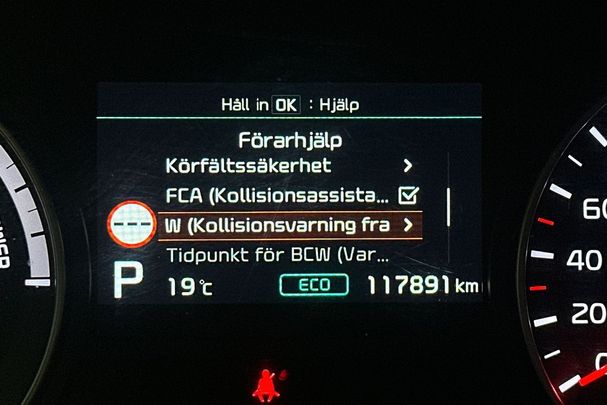 Håll in OK : Hjälp
Förarhjälp
Körfältssäkerhet
FCA (Kollisionsassista...
W (Kollisionsvarning fra
Tidpunkt för BCW (Var...
P 19°C ECO 117891 km
60
40
20
0